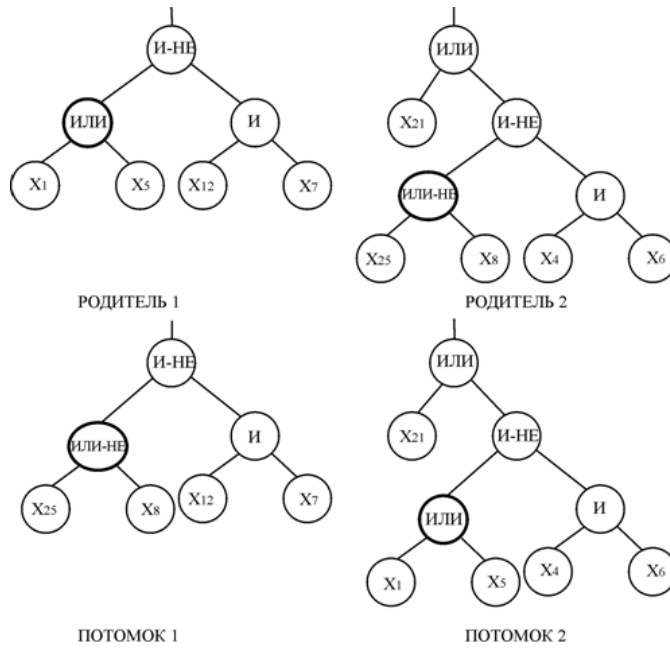 И-НЕ
ИЛИ
ИЛИ
И
X1
X5
X12
X7
X21
И-НЕ
ИЛИ-НЕ
И
X25
X8
X4
X6
РОДИТЕЛЬ 1
РОДИТЕЛЬ 2
И-НЕ
ИЛИ
ИЛИ-НЕ
И
X25
X8
X12
X7
X21
И-НЕ
ИЛИ
И
X1
X5
X4
X6
ПОТОМОК 1
ПОТОМОК 2